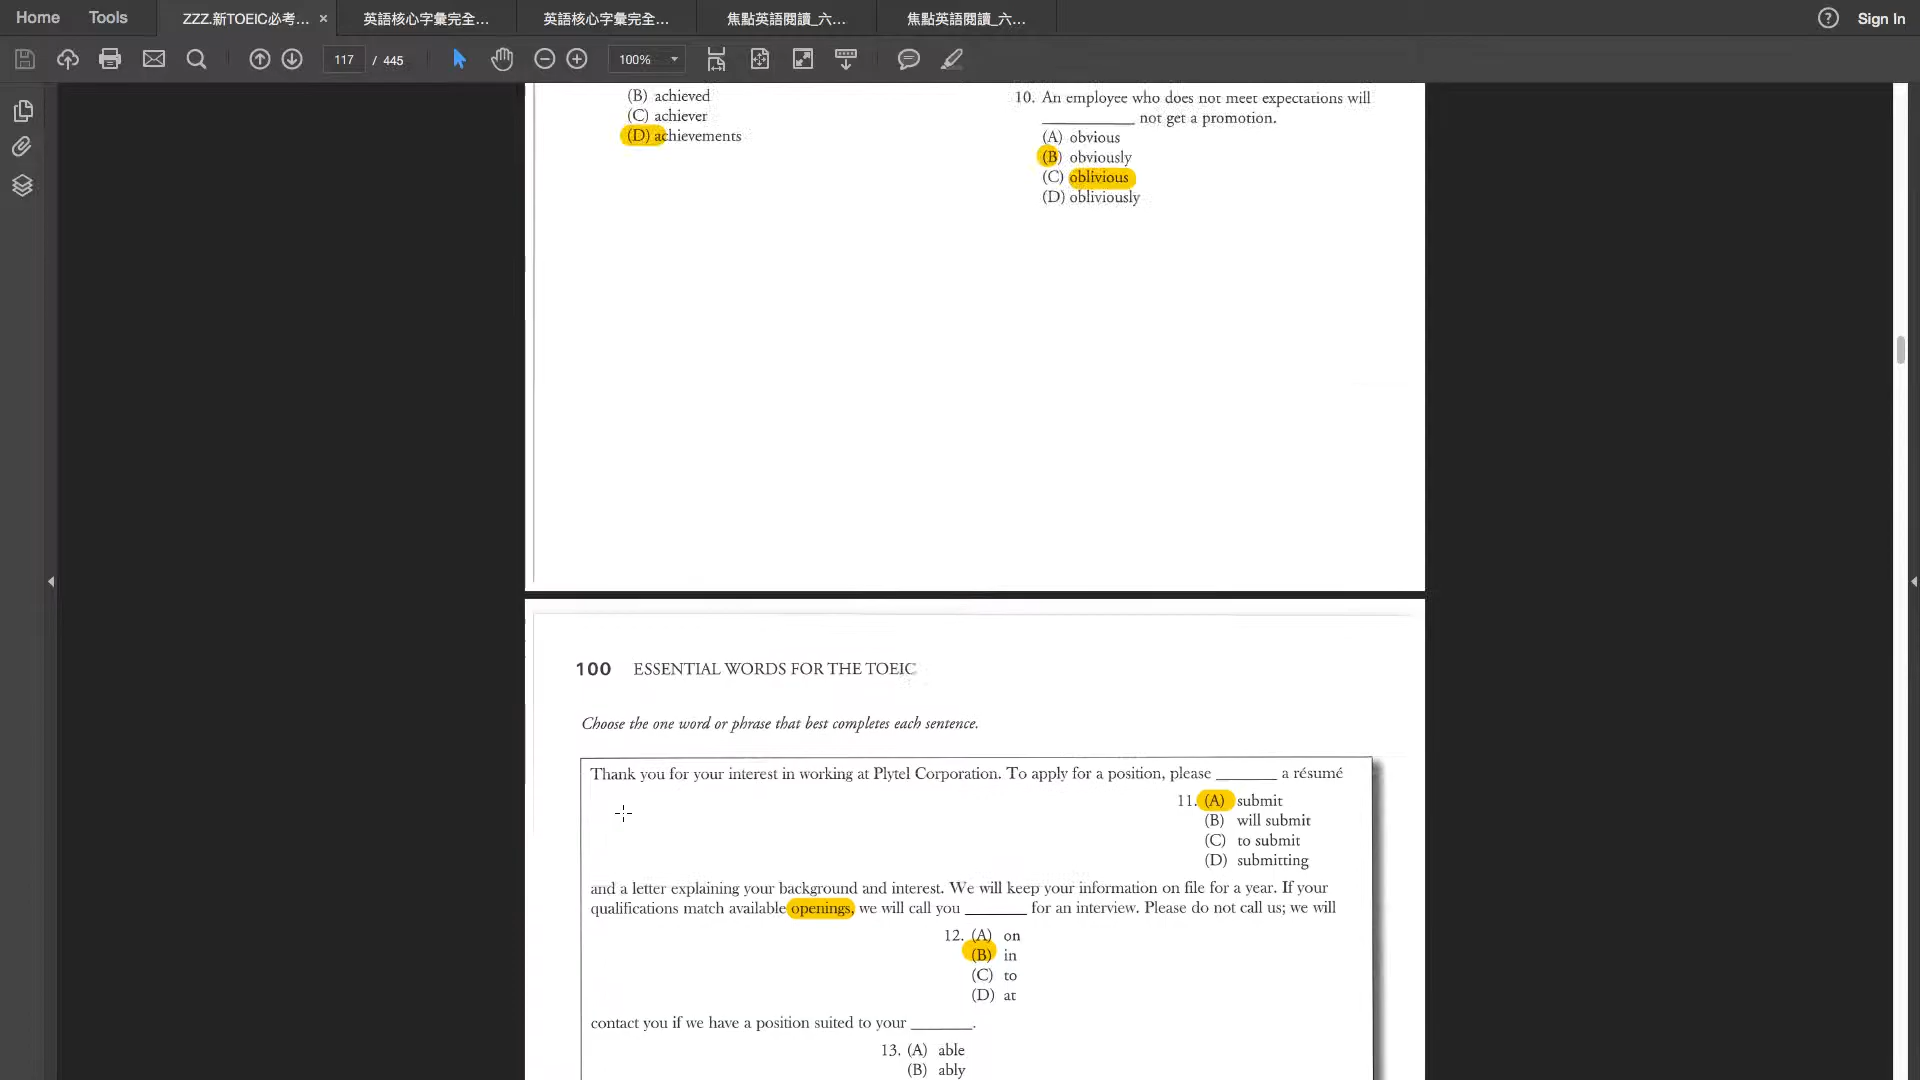 Home
Tools
ZZZ.新TOEIC必考...
×
英語核心字彙完全...
英語核心字彙完全...
焦點英語閱讀_六...
焦點英語閱讀_六...
?
Sign In
117 / 445
100%
(B) achieved
(C) achiever
(D) achievements
10. An employee who does not meet expectations will
__________ not get a promotion.
(A) obvious
(B) obviously
(C) oblivious
(D) obliviously
100 ESSENTIAL WORDS FOR THE TOEIC
Choose the one word or phrase that best completes each sentence.
Thank you for your interest in working at Plytel Corporation. To apply for a position, please _______ a résumé
11. (A) submit
(B) will submit
(C) to submit
(D) submitting
and a letter explaining your background and interest. We will keep your information on file for a year. If your
qualifications match available openings, we will call you _______ for an interview. Please do not call us; we will
12. (A) on
(B) in
(C) to
(D) at
contact you if we have a position suited to your _______.
13. (A) able
(B) ably